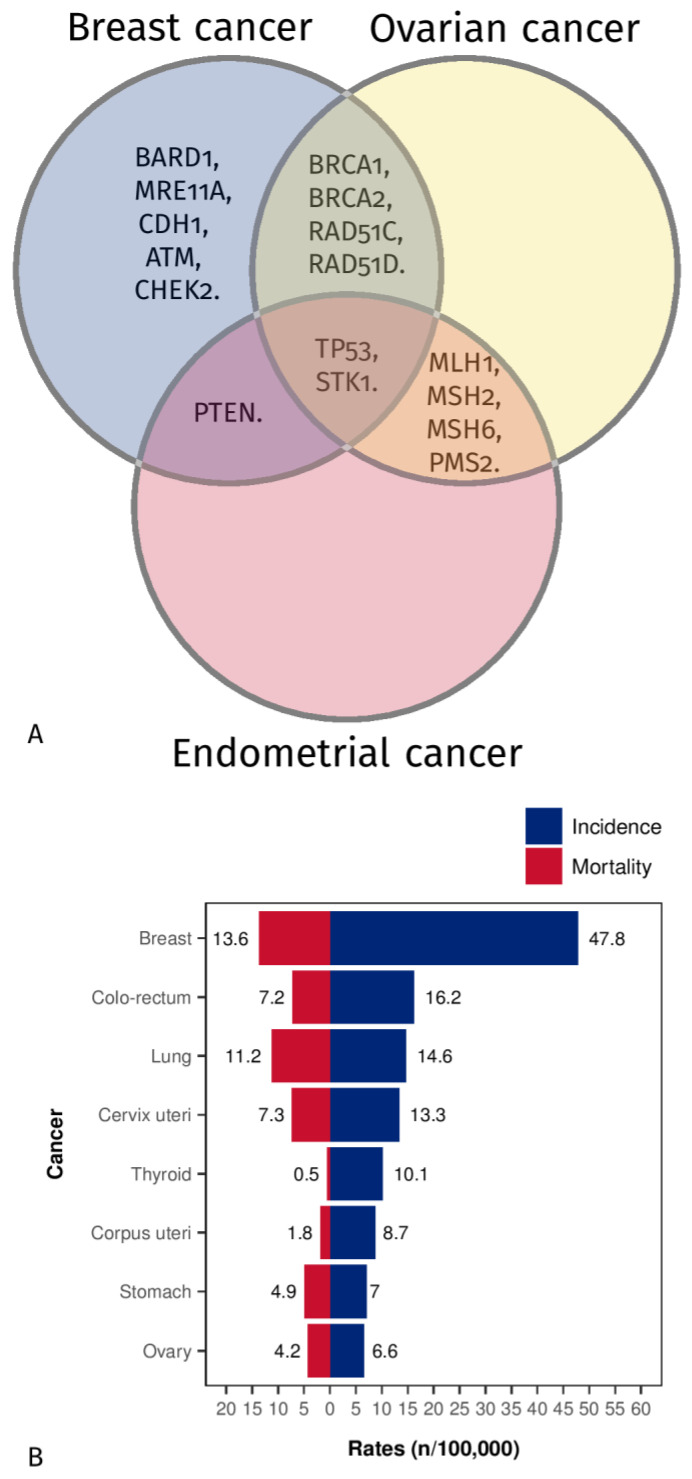 Breast cancer
Ovarian cancer
BARD1,
MRE11A,
CDH1,
ATM,
CHEK2.
BRCA1,
BRCA2,
RAD51C,
RAD51D.
TP53,
STK1.
PTEN.
MLH1,
MSH2,
MSH6,
PMS2.
A
Endometrial cancer
Incidence
Mortality
Breast 13.6 47.8
Colo-rectum 7.2 16.2
Lung 11.2 14.6
Cervix uteri 7.3 13.3
Thyroid 0.5 10.1
Corpus uteri 1.8 8.7
Stomach 4.9 7
Ovary 4.2 6.6
Cancer
20 15 10 5 0 5 10 15 20 25 30 35 40 45 50 55 60
Rates (n/100,000)
B